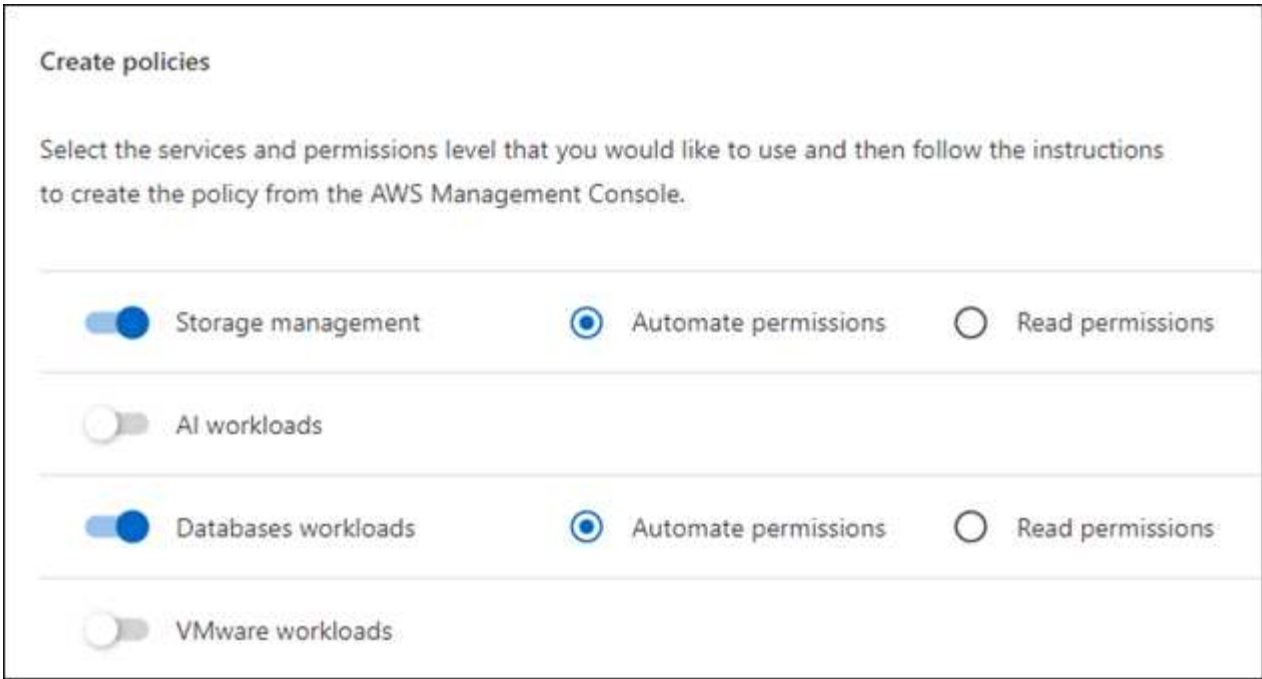 Create policies
Select the services and permissions level that you would like to use and then follow the instructions
to create the policy from the AWS Management Console.
Storage management Automate permissions Read permissions
AI workloads
Databases workloads Automate permissions Read permissions
VMware workloads